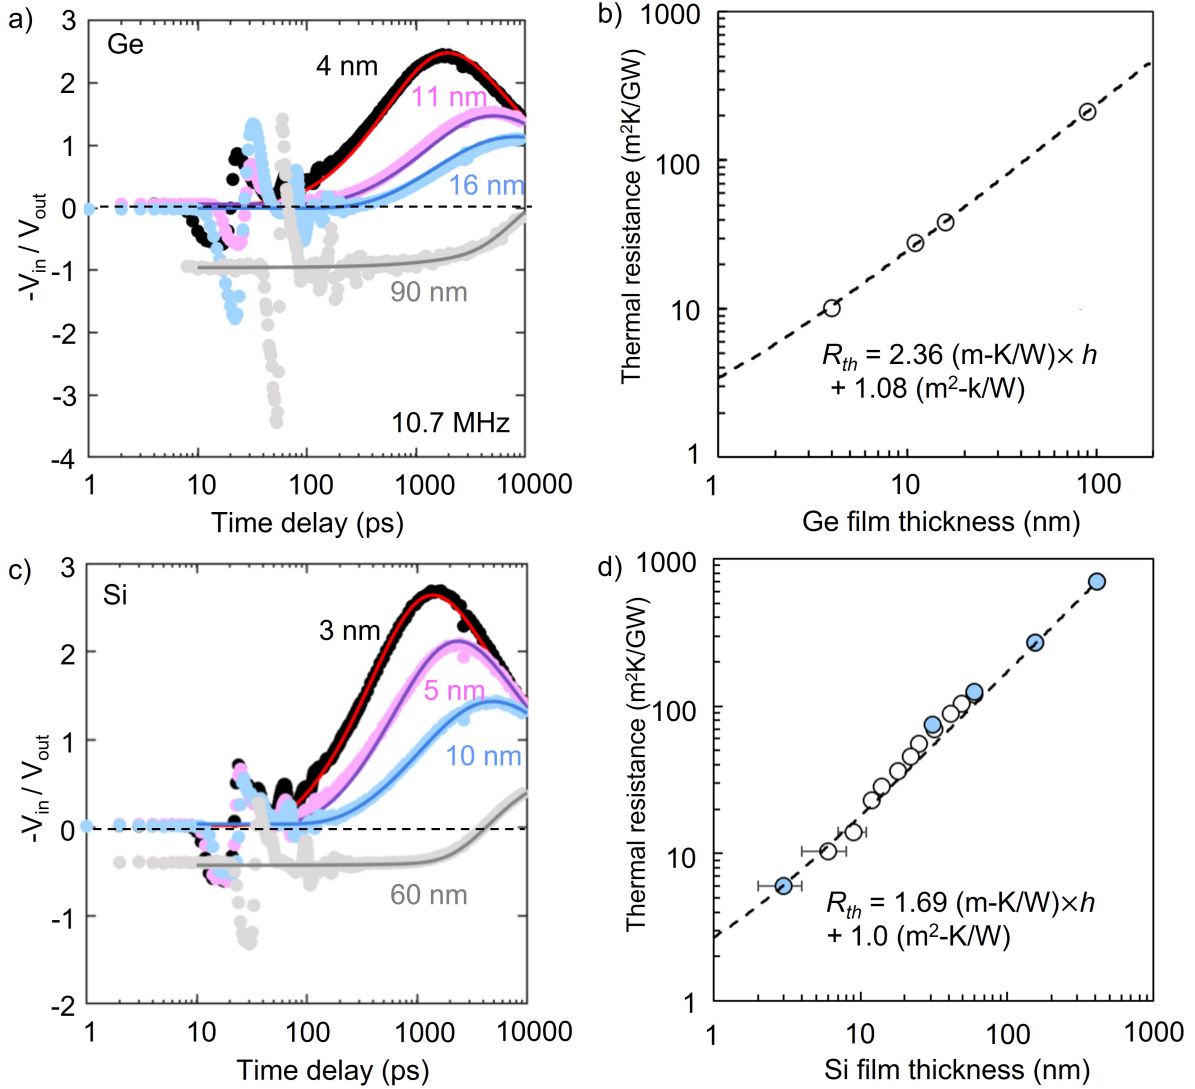 a)
Ge
3
2
1
0
-1
-2
-3
-4
-V_in / V_out
4 nm
11 nm
16 nm
90 nm
10.7 MHz
1 10 100 1000 10000
Time delay (ps)
b)
1000
100
10
1
Thermal resistance (m²K/GW)
R_th = 2.36 (m-K/W)× h
+ 1.08 (m²-k/W)
1 10 100
Ge film thickness (nm)
c)
Si
3
2
1
0
-1
-2
-V_in / V_out
3 nm
5 nm
10 nm
60 nm
1 10 100 1000 10000
Time delay (ps)
d)
1000
100
10
1
Thermal resistance (m²K/GW)
R_th = 1.69 (m-K/W)×h
+ 1.0 (m²-K/W)
1 10 100 1000
Si film thickness (nm)